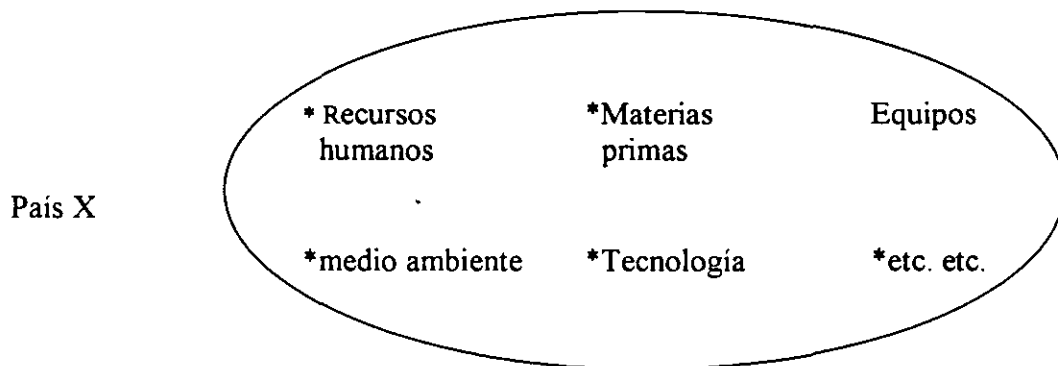 * Recursos humanos
*Materias primas
Equipos
País X
*medio ambiente
*Tecnología
*etc. etc.